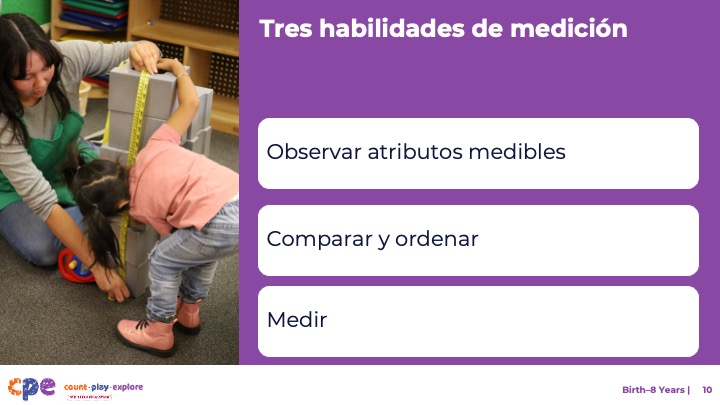 Tres habilidades de medición
Observar atributos medibles
Comparar y ordenar
Medir
cpe count·play·explore
Birth–8 Years | 10